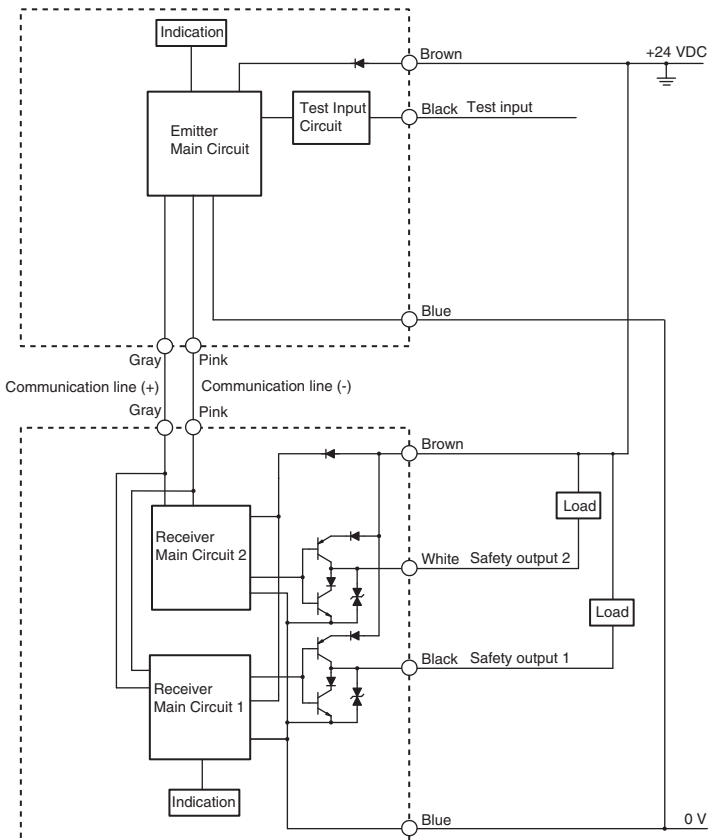 Indication
Brown
+24 VDC
Emitter
Main Circuit
Test Input
Circuit
Black Test input
Blue
Gray
Pink
Communication line (+)
Communication line (-)
Gray
Pink
Brown
Load
Receiver
Main Circuit 2
White Safety output 2
Load
Black Safety output 1
Receiver
Main Circuit 1
Indication
Blue
0 V